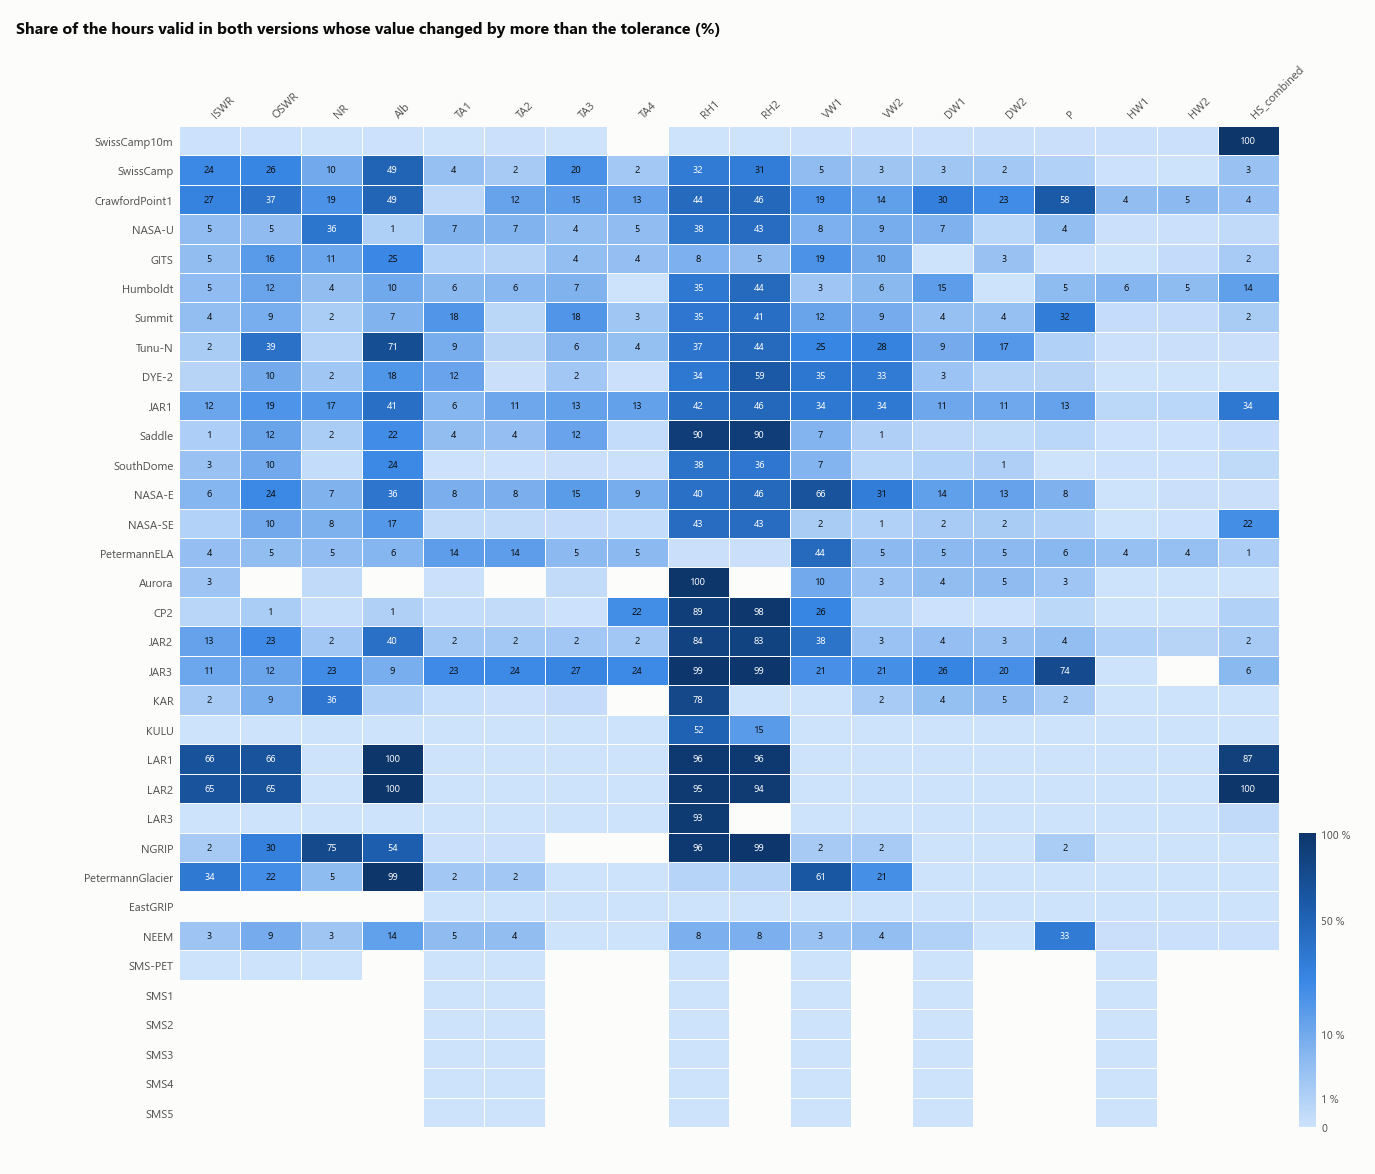 Share of the hours valid in both versions whose value changed by more than the tolerance (%)
ISWR OSWR NR Alb TA1 TA2 TA3 TA4 RH1 RH2 VW1 VW2 DW1 DW2 P HW1 HW2 HS_combined
SwissCamp10m 100
SwissCamp 24 26 10 49 4 2 20 2 32 31 5 3 3 2 3
CrawfordPoint1 27 37 19 49 12 15 13 44 46 19 14 30 23 58 4 5 4
NASA-U 5 5 36 1 7 7 4 5 38 43 8 9 7 4
GITS 5 16 11 25 4 4 8 5 19 10 3 2
Humboldt 5 12 4 10 6 6 7 35 44 3 6 15 5 6 5 14
Summit 4 9 2 7 18 18 3 35 41 12 9 4 4 32 2
Tunu-N 2 39 71 9 6 4 37 44 25 28 9 17
DYE-2 10 2 18 12 2 34 59 35 33 3
JAR1 12 19 17 41 6 11 13 13 42 46 34 34 11 11 13 34
Saddle 1 12 2 22 4 4 12 90 90 7 1
SouthDome 3 10 24 38 36 7 1
NASA-E 6 24 7 36 8 8 15 9 40 46 66 31 14 13 8
NASA-SE 10 8 17 43 43 2 1 2 2 22
PetermannELA 4 5 5 6 14 14 5 5 44 5 5 5 6 4 4 1
Aurora 3 100 10 3 4 5 3
CP2 1 1 22 89 98 26
JAR2 13 23 2 40 2 2 2 2 84 83 38 3 4 3 4 2
JAR3 11 12 23 9 23 24 27 24 99 99 21 21 26 20 74 6
KAR 2 9 36 78 2 4 5 2
KULU 52 15
LAR1 66 66 100 96 96 87
LAR2 65 65 100 95 94 100
LAR3 93
NGRIP 2 30 75 54 96 99 2 2 2
PetermannGlacier 34 22 5 99 2 2 61 21
EastGRIP
NEEM 3 9 3 14 5 4 8 8 3 4 33
SMS-PET
SMS1
SMS2
SMS3
SMS4
SMS5
100 %
50 %
10 %
1 %
0